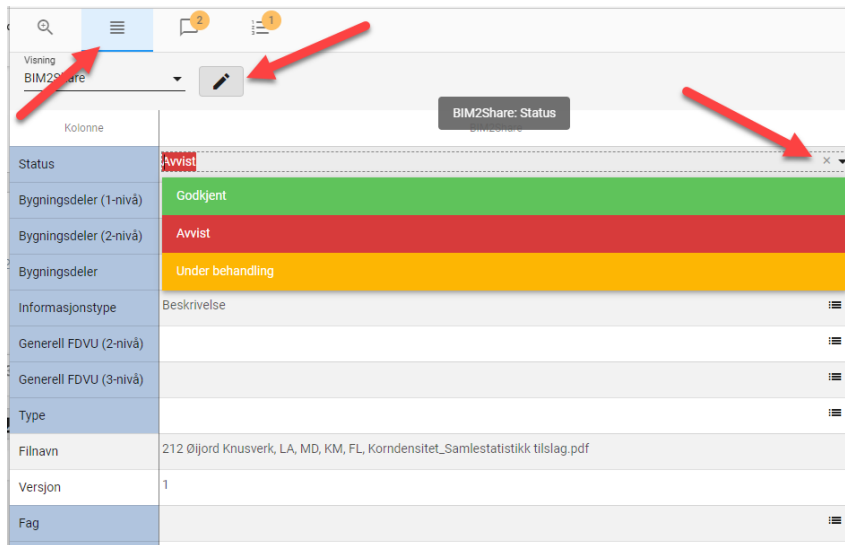 2
1
Visning
BIM2Share
BIM2Share: Status
Kolonne
Status
Avvist
Bygningsdeler (1-nivå)
Godkjent
Bygningsdeler (2-nivå)
Avvist
Bygningsdeler
Under behandling
Informasjonstype
Beskrivelse
Generell FDVU (2-nivå)
Generell FDVU (3-nivå)
Type
Filnavn
212 Øijord Knusverk, LA, MD, KM, FL, Korndensitet_Samlestatistikk tilslag.pdf
Versjon
1
Fag